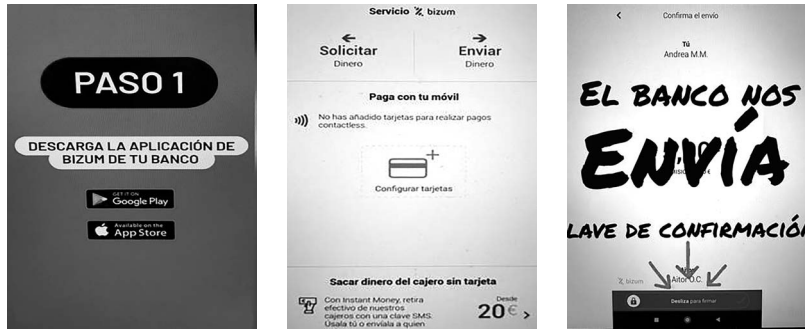 PASO 1
DESCARGA LA APLICACIÓN DE
BIZUM DE TU BANCO
GET IT ON
Google Play
Available on the
App Store
Servicio bizum
Solicitar
Dinero
Enviar
Dinero
Paga con tu móvil
No has añadido tarjetas para realizar pagos
contactless.
Configurar tarjetas
Sacar dinero del cajero sin tarjeta
Con Instant Money, retira
efectivo de nuestros
cajeros con una clave SMS.
Úsala tú o envíala a quien
Desde
20€
Confirma el envío
Tú
Andrea M.M.
EL BANCO NOS
ENVÍA
LAVE DE CONFIRMACIÓN
bizum
Aitor O.C.
Desliza para firmar